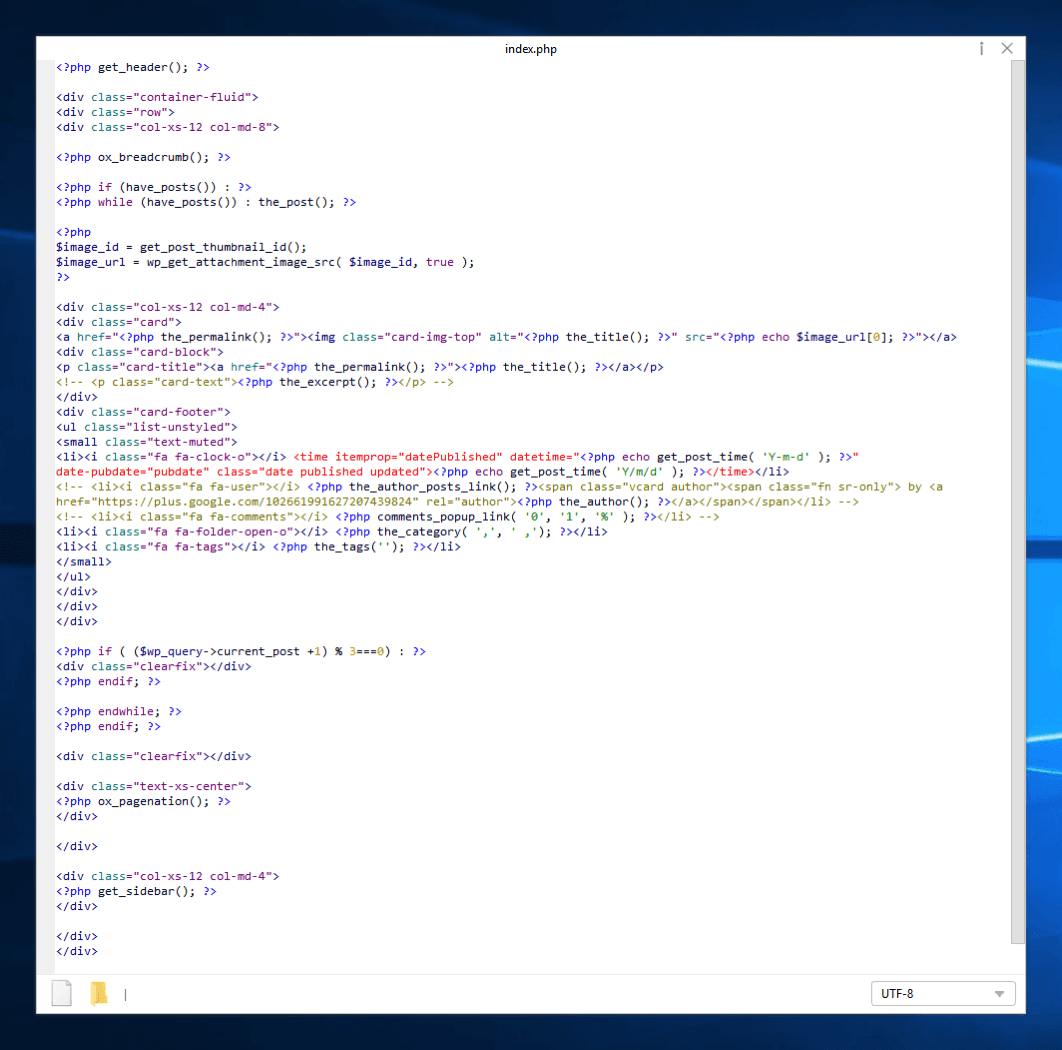 index.php
<?php get_header(); ?>
<div class="container-fluid">
<div class="row">
<div class="col-xs-12 col-md-8">
<?php ox_breadcrumb(); ?>
<?php if (have_posts()) : ?>
<?php while (have_posts()) : the_post(); ?>
<?php
$image_id = get_post_thumbnail_id();
$image_url = wp_get_attachment_image_src( $image_id, true );
?>
<div class="col-xs-12 col-md-4">
<div class="card">
<a href="<?php the_permalink(); ?>"><img class="card-img-top" alt="<?php the_title(); ?>" src="<?php echo $image_url[0]; ?>"></a>
<div class="card-block">
<p class="card-title"><a href="<?php the_permalink(); ?>"><?php the_title(); ?></a></p>
<!-- <p class="card-text"><?php the_excerpt(); ?></p> -->
</div>
<div class="card-footer">
<ul class="list-unstyled">
<small class="text-muted">
<li><i class="fa fa-clock-o"></i> <time itemprop="datePublished" datetime="<?php echo get_post_time( 'Y-m-d' ); ?>"
date-pubdate="pubdate" class="date published updated"><?php echo get_post_time( 'Y/m/d' ); ?></time></li>
<!-- <li><i class="fa fa-user"></i> <?php the_author_posts_link(); ?><span class="vcard author"><span class="fn sr-only"> by <a
href="https://plus.google.com/102661991627207439824" rel="author"><?php the_author(); ?></a></span></span></li> -->
<!-- <li><i class="fa fa-comments"></i> <?php comments_popup_link( '0', '1', '%' ); ?></li> -->
<li><i class="fa fa-folder-open-o"></i> <?php the_category( ',', ' ,'); ?></li>
<li><i class="fa fa-tags"></i> <?php the_tags(''); ?></li>
</small>
</ul>
</div>
</div>
</div>
<?php if ( ($wp_query->current_post +1) % 3===0) : ?>
<div class="clearfix"></div>
<?php endif; ?>
<?php endwhile; ?>
<?php endif; ?>
<div class="clearfix"></div>
<div class="text-xs-center">
<?php ox_pagenation(); ?>
</div>
</div>
<div class="col-xs-12 col-md-4">
<?php get_sidebar(); ?>
</div>
</div>
</div>
UTF-8